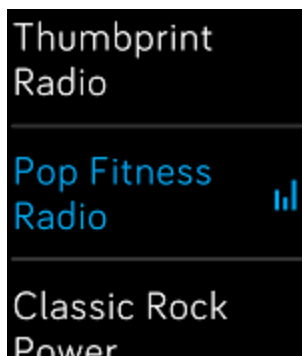 Thumbprint
Radio
Pop Fitness
Radio
Classic Rock
Power